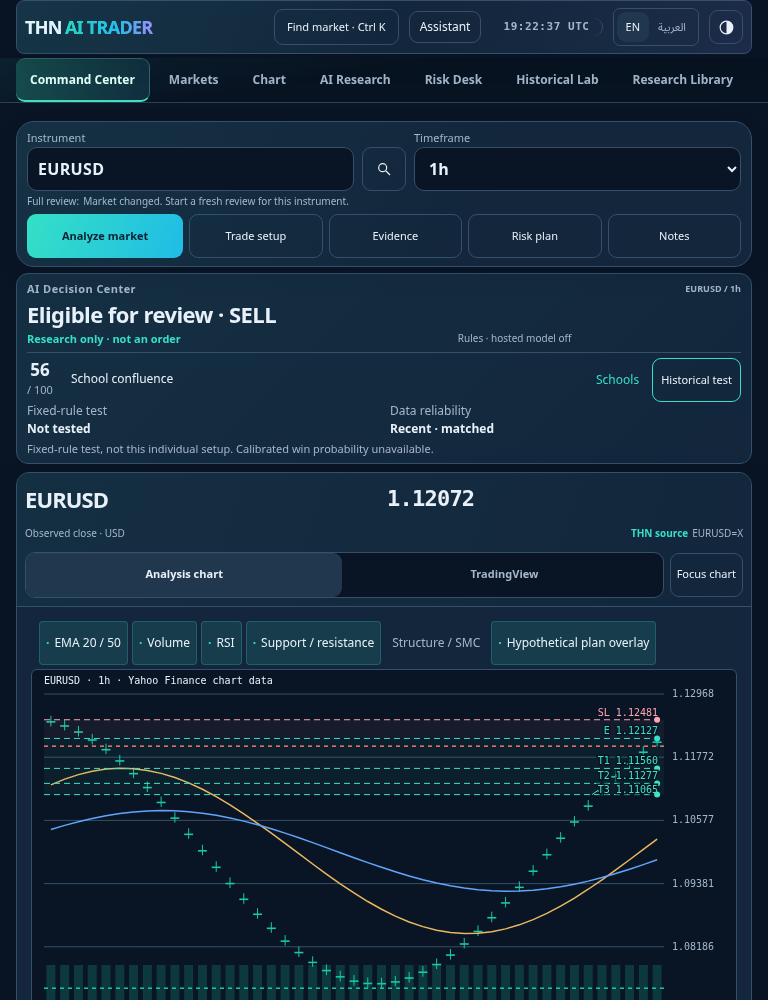 THN AI TRADER
Find market · Ctrl K
Assistant
19:22:37 UTC
EN
العربية
Command Center
Markets
Chart
AI Research
Risk Desk
Historical Lab
Research Library
Instrument
Timeframe
EURUSD
1h
Full review: Market changed. Start a fresh review for this instrument.
Analyze market
Trade setup
Evidence
Risk plan
Notes
AI Decision Center
EURUSD / 1h
Eligible for review · SELL
Research only · not an order
Rules · hosted model off
56
/ 100
School confluence
Schools
Historical test
Fixed-rule test
Data reliability
Not tested
Recent · matched
Fixed-rule test, not this individual setup. Calibrated win probability unavailable.
EURUSD
1.12072
Observed close · USD
THN source EURUSD=X
Analysis chart
TradingView
Focus chart
· EMA 20 / 50
· Volume
· RSI
· Support / resistance
Structure / SMC
· Hypothetical plan overlay
EURUSD · 1h · Yahoo Finance chart data
1.12968
SL 1.12481
E 1.12127
1.11772
T1 1.11560
T2 1.11277
T3 1.11065
1.10577
1.09381
1.08186